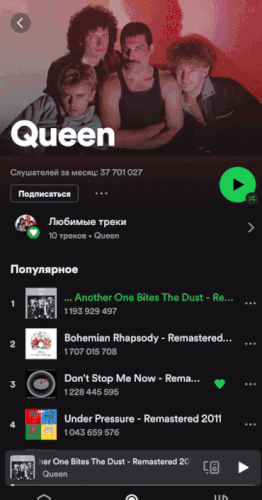 Queen
Слушателей за месяц: 37 701 027
Подписаться
Любимые треки
10 треков • Queen
Популярное
1
... Another One Bites The Dust - Re...
1 193 929 497
2
Bohemian Rhapsody - Remastered...
1 707 015 708
3
Don't Stop Me Now - Rema...
1 228 445 595
4
Under Pressure - Remastered 2011
1 043 659 576
her One Bites The Dust - Remastered 20
Queen